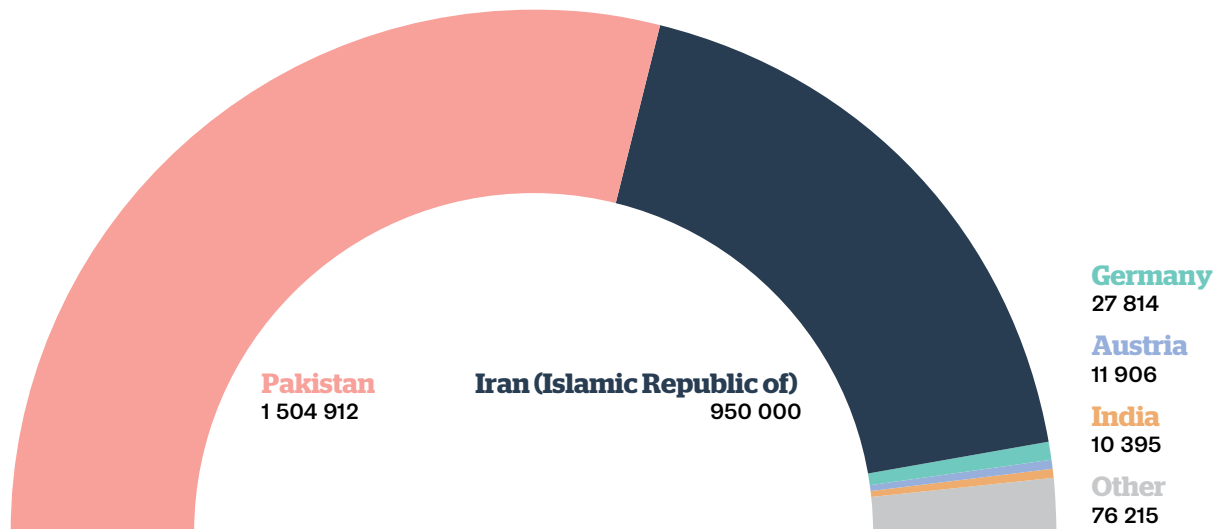 Pakistan
1 504 912
Iran (Islamic Republic of)
950 000
Germany
27 814
Austria
11 906
India
10 395
Other
76 215